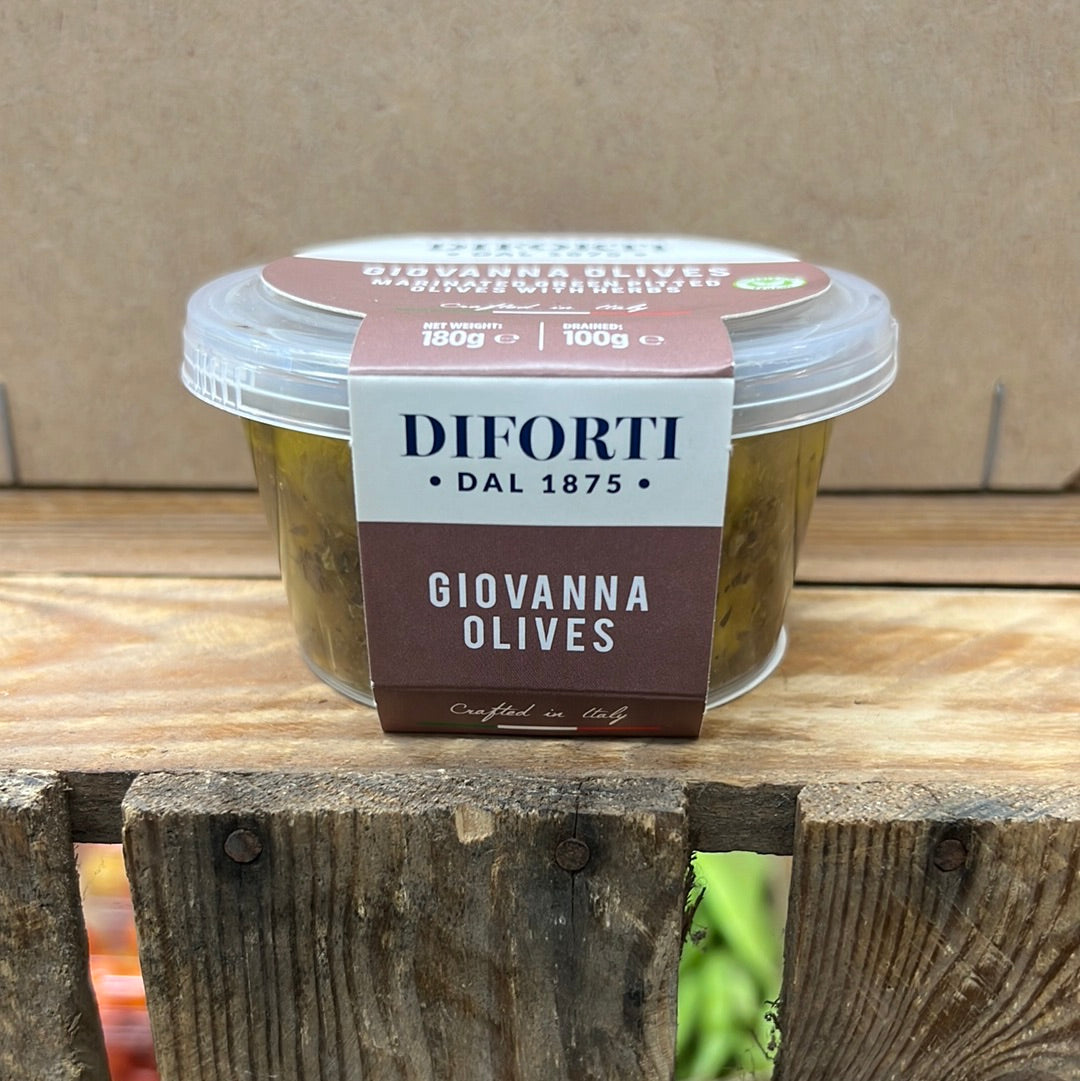 DIFORTI
• DAL 1875 •
GIOVANNA OLIVES
MARINATED GREEN PITTED
OLIVES WITH HERBS
Crafted in Italy
NET WEIGHT: DRAINED:
180g ℮ 100g ℮
DIFORTI
• DAL 1875 •
GIOVANNA
OLIVES
Crafted in Italy